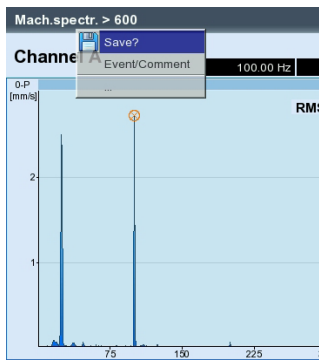 Mach.spectr. > 600
Save?
Channel A
Event/Comment
100.00 Hz
...
0-P
[mm/s]
RMS
2
1
75 150 225